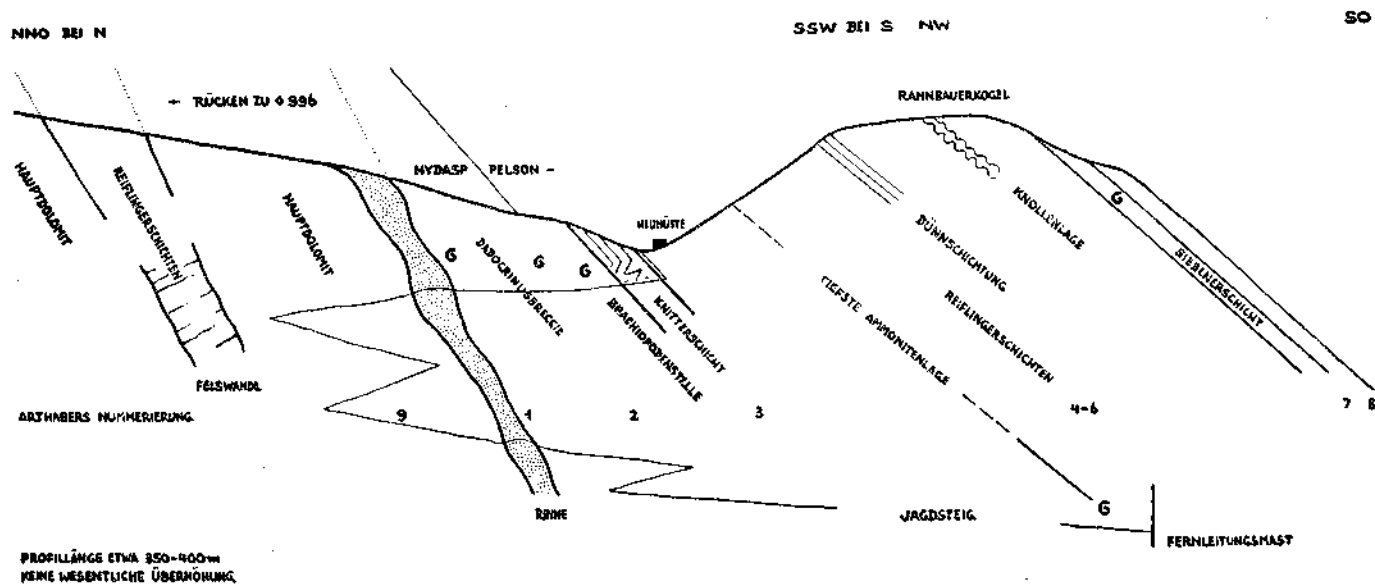 NNO BEI N
SSW BEI S NW
SO
← RÜCKEN ZU ⌀ 996
RAHNBAUERKOGEL
HYDASP PELSON -
HAUPTDOLOMIT
REIFLINGERSCHICHTEN
HAUPTDOLOMIT
G
DADOCRINUSBRECCIE
G
G
HEUHÜTTE
BRACHIOPODENSTELLE
KNITTERSCHICHT
TIEFSTE AMMONITENLAGE
DÜNNSCHICHTUNG
REIFLINGERSCHICHTEN
KNOLLENLAGE
G
SIEBENERSCHICHT
FELSWANDL
ARTHABERS NUMMERIERUNG
9
1
2
3
4-6
7
8
RINNE
JAGDSTEIG
G
FERNLEITUNGSMAST
PROFILLÄNGE ETWA 350-400m
KEINE WESENTLICHE ÜBERHÖHUNG